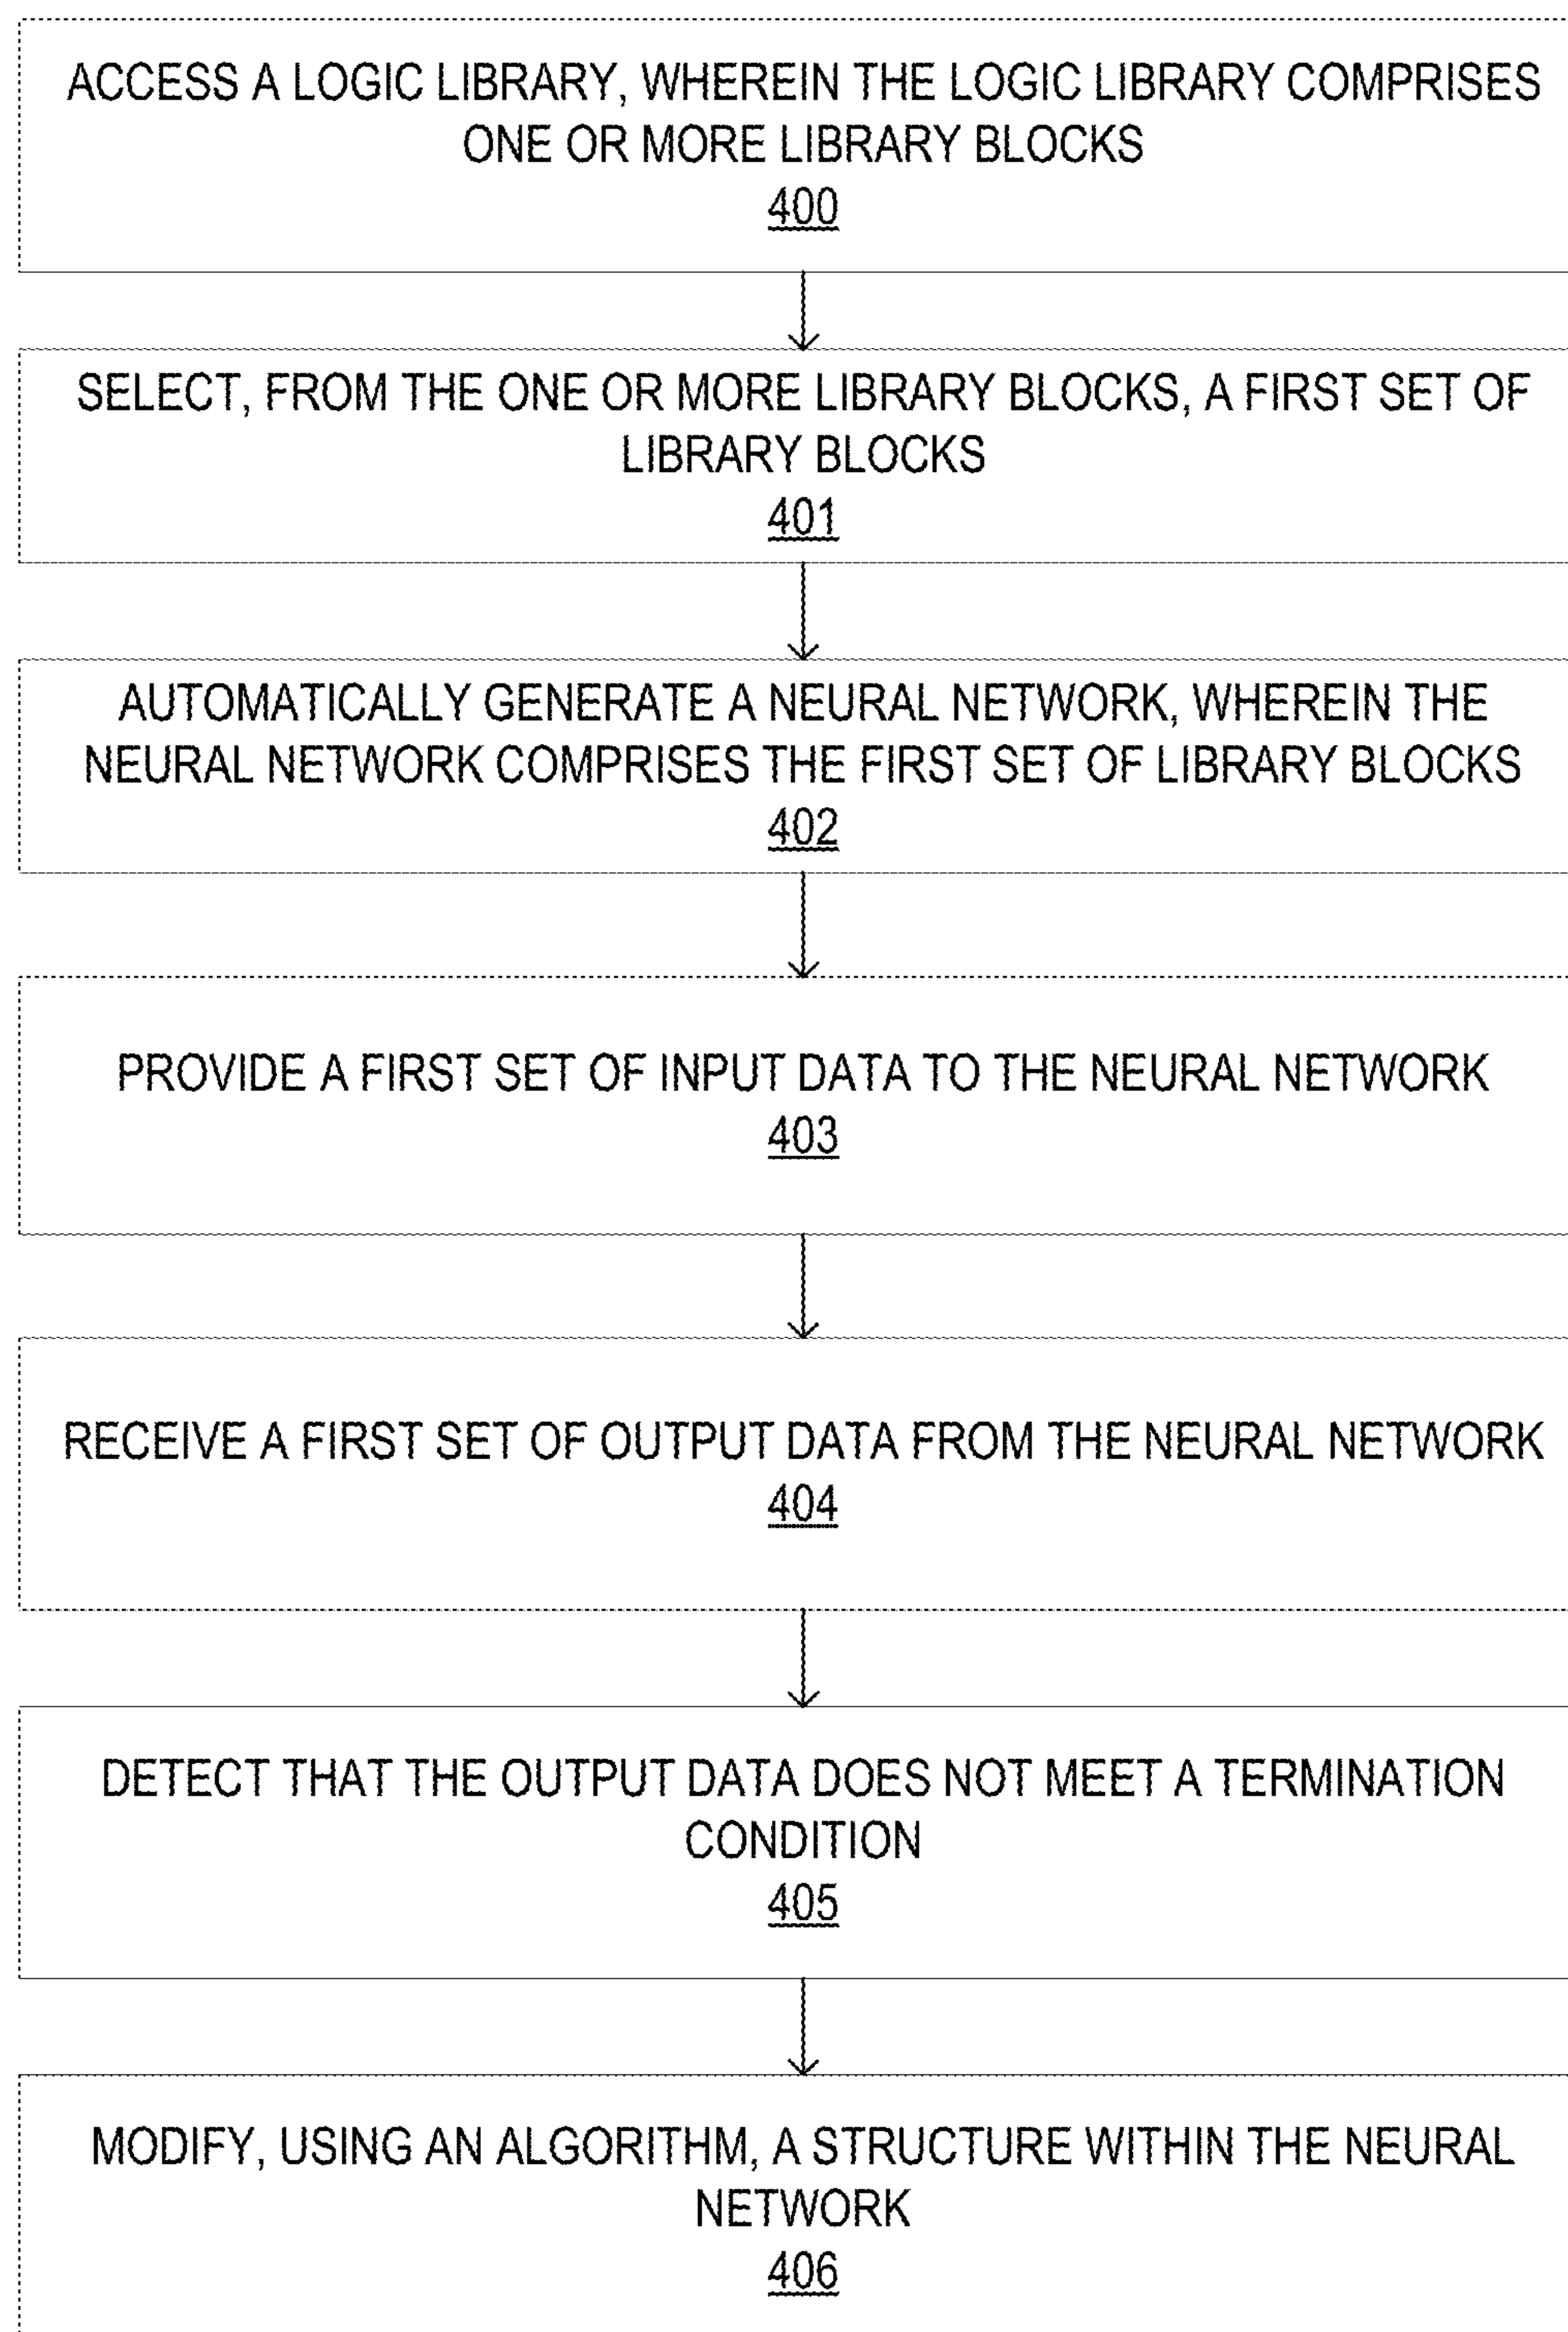 ACCESS A LOGIC LIBRARY, WHEREIN THE LOGIC LIBRARY COMPRISES
ONE OR MORE LIBRARY BLOCKS
400
SELECT, FROM THE ONE OR MORE LIBRARY BLOCKS, A FIRST SET OF
LIBRARY BLOCKS
401
AUTOMATICALLY GENERATE A NEURAL NETWORK, WHEREIN THE
NEURAL NETWORK COMPRISES THE FIRST SET OF LIBRARY BLOCKS
402
PROVIDE A FIRST SET OF INPUT DATA TO THE NEURAL NETWORK
403
RECEIVE A FIRST SET OF OUTPUT DATA FROM THE NEURAL NETWORK
404
DETECT THAT THE OUTPUT DATA DOES NOT MEET A TERMINATION
CONDITION
405
MODIFY, USING AN ALGORITHM, A STRUCTURE WITHIN THE NEURAL
NETWORK
406